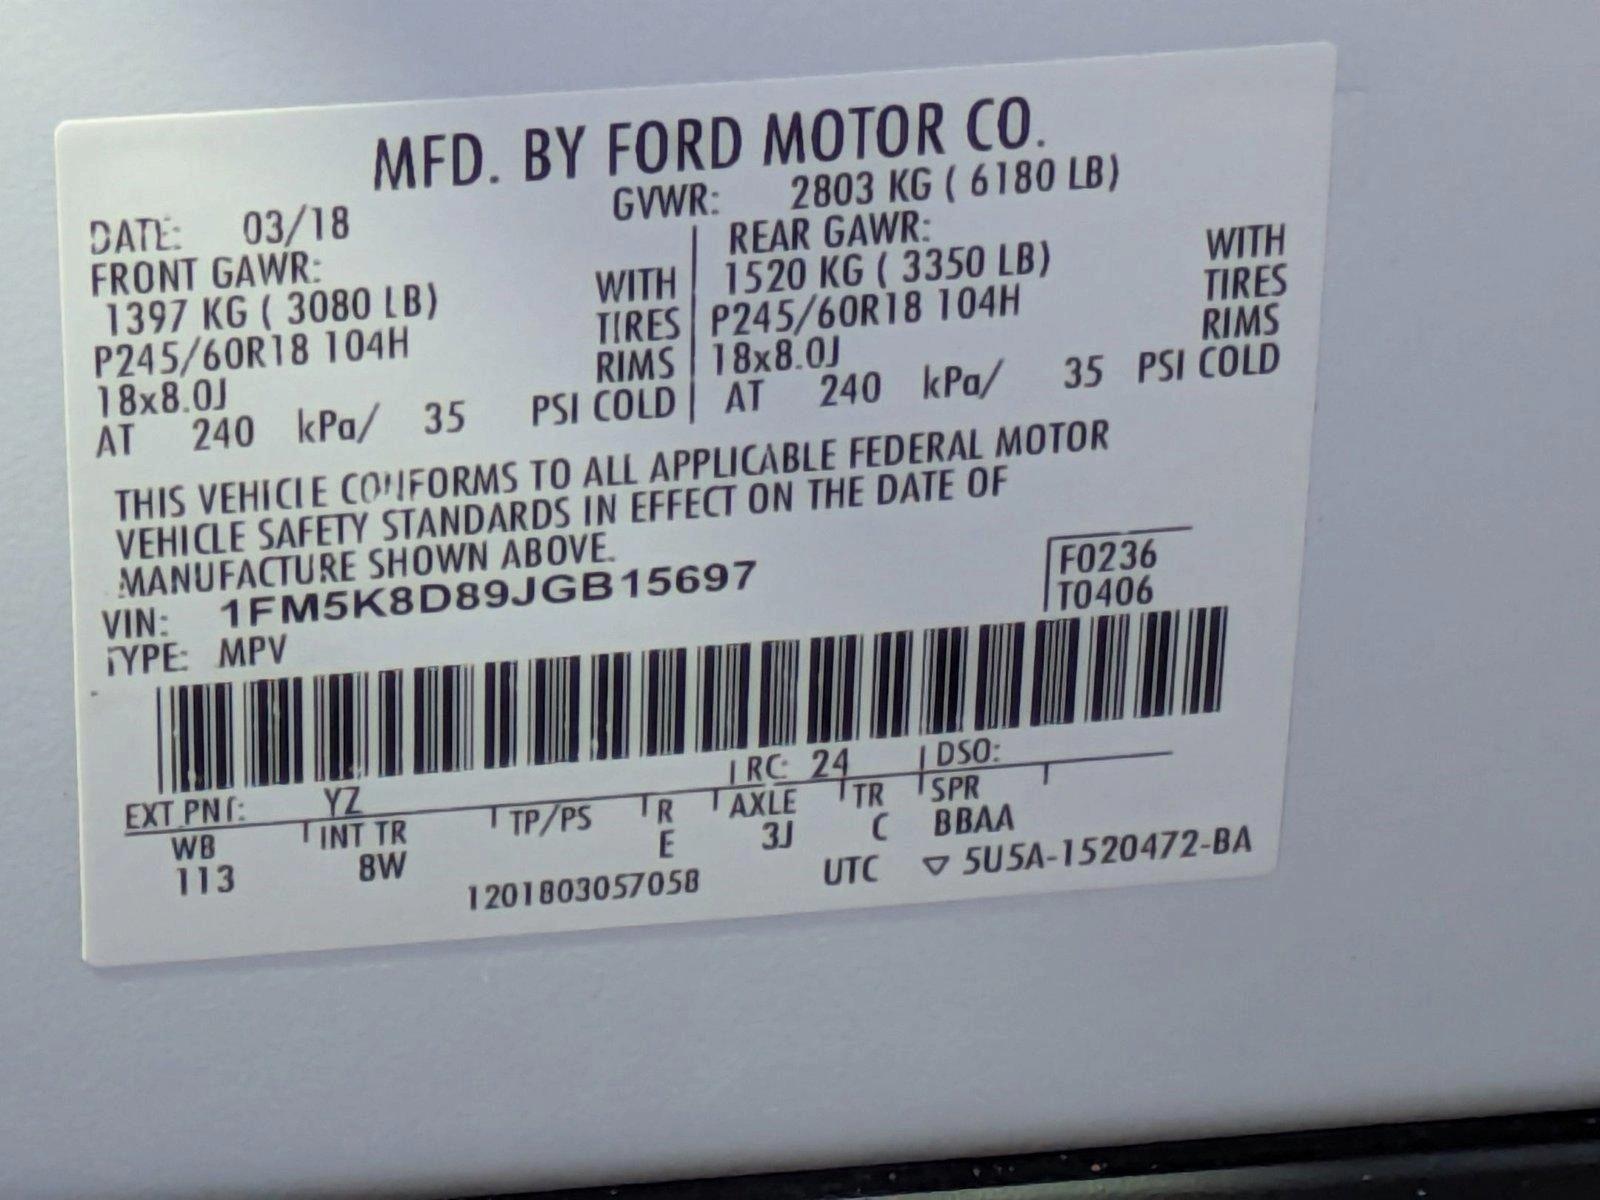 MFD. BY FORD MOTOR CO.
DATE: 03/18 GVWR: 2803 KG ( 6180 LB)
FRONT GAWR: WITH
1397 KG ( 3080 LB) TIRES
P245/60R18 104H RIMS
18x8.0J
AT 240 kPa/ 35 PSI COLD
REAR GAWR: WITH
1520 KG ( 3350 LB) TIRES
P245/60R18 104H RIMS
18x8.0J
AT 240 kPa/ 35 PSI COLD
THIS VEHICLE CONFORMS TO ALL APPLICABLE FEDERAL MOTOR
VEHICLE SAFETY STANDARDS IN EFFECT ON THE DATE OF
MANUFACTURE SHOWN ABOVE.
VIN: 1FM5K8D89JGB15697
TYPE: MPV
F0236
T0406
EXT PNT: YZ RC: 24 DSO:
WB INT TR TP/PS R AXLE TR SPR
113 8W E 3J C BBAA
1201803057058 UTC ▽ 5U5A-1520472-BA